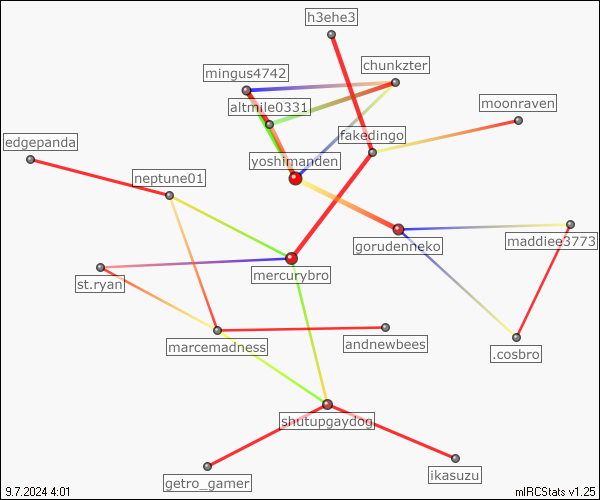 h3ehe3
chunkzter
mingus4742
altmile0331
moonraven
fakedingo
edgepanda
yoshimanden
neptune01
gorudenneko
maddiee3773
mercurybro
st.ryan
marcemadness
andnewbees
.cosbro
shutupgaydog
ikasuzu
getro_gamer
9.7.2024 4:01
mIRCStats v1.25